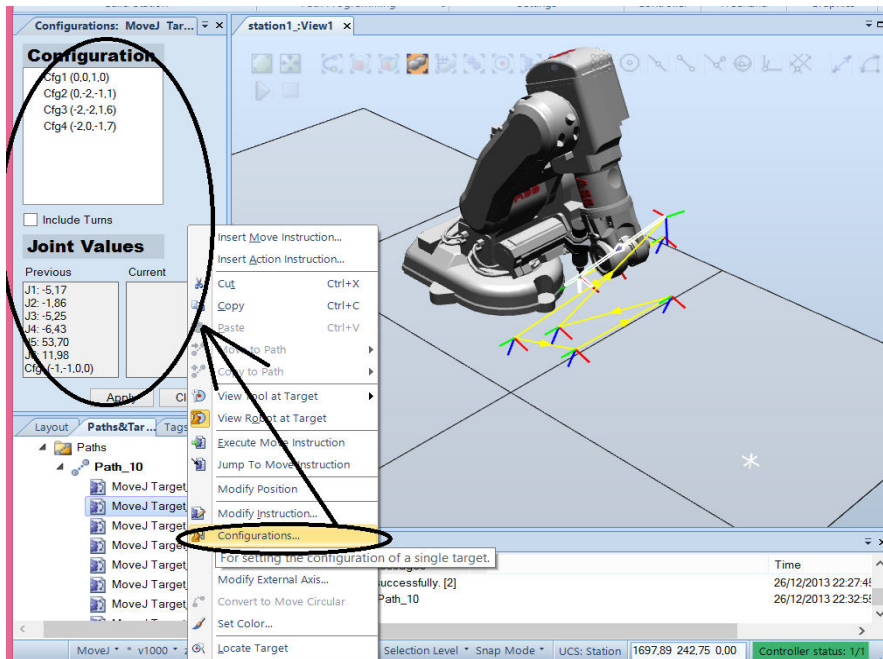 Configurations: MoveJ Tar...
station1_:View1
Configuration
Cfg1 (0,0,1,0)
Cfg2 (0,-2,-1,1)
Cfg3 (-2,-2,1,6)
Cfg4 (-2,0,-1,7)
Include Turns
Joint Values
Previous Current
J1: -5,17
J2: -1,86
J3: -5,25
J4: -6,43
J5: 53,70
11,98
Cfg: (-1,-1,0,0)
Apply
Layout Paths&Tar... Tags
Paths
Path_10
MoveJ Target
MoveJ Target
MoveJ Target
MoveJ Target
MoveJ Target
MoveJ Target
MoveJ Target
Insert Move Instruction...
Insert Action Instruction...
Cut Ctrl+X
Copy Ctrl+C
Paste Ctrl+V
Move to Path
Copy to Path
View Tool at Target
View Robot at Target
Execute Move Instruction
Jump To Move Instruction
Modify Position
Modify Instruction...
Configurations...
For setting the configuration of a single target.
Modify External Axis...
Convert to Move Circular
Set Color...
Locate Target
ABB
Time
successfully. [2] 26/12/2013 22:27:45
Path_10 26/12/2013 22:32:55
MoveJ * v1000 Selection Level Snap Mode UCS: Station 1697,89 242,75 0,00 Controller status: 1/1